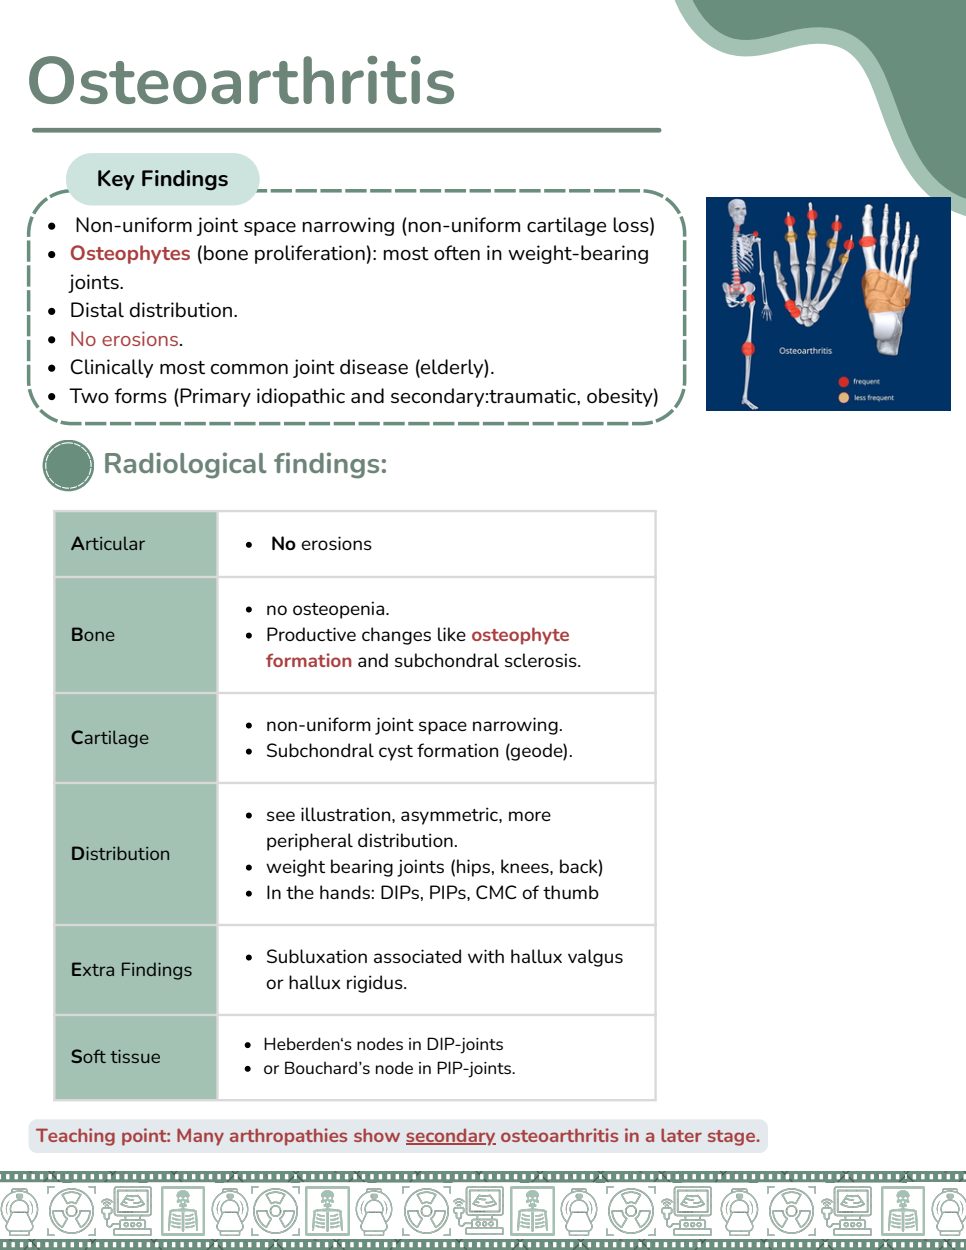 Osteoarthritis
Key Findings
• Non-uniform joint space narrowing (non-uniform cartilage loss)
• Osteophytes (bone proliferation): most often in weight-bearing
joints.
• Distal distribution.
• No erosions.
• Clinically most common joint disease (elderly).
• Two forms (Primary idiopathic and secondary:traumatic, obesity)
Osteoarthritis
frequent
less frequent
Radiological findings:
Articular
• No erosions
Bone
• no osteopenia.
• Productive changes like osteophyte
formation and subchondral sclerosis.
Cartilage
• non-uniform joint space narrowing.
• Subchondral cyst formation (geode).
Distribution
• see illustration, asymmetric, more
peripheral distribution.
• weight bearing joints (hips, knees, back)
• In the hands: DIPs, PIPs, CMC of thumb
Extra Findings
• Subluxation associated with hallux valgus
or hallux rigidus.
Soft tissue
• Heberden‘s nodes in DIP-joints
• or Bouchard’s node in PIP-joints.
Teaching point: Many arthropathies show secondary osteoarthritis in a later stage.